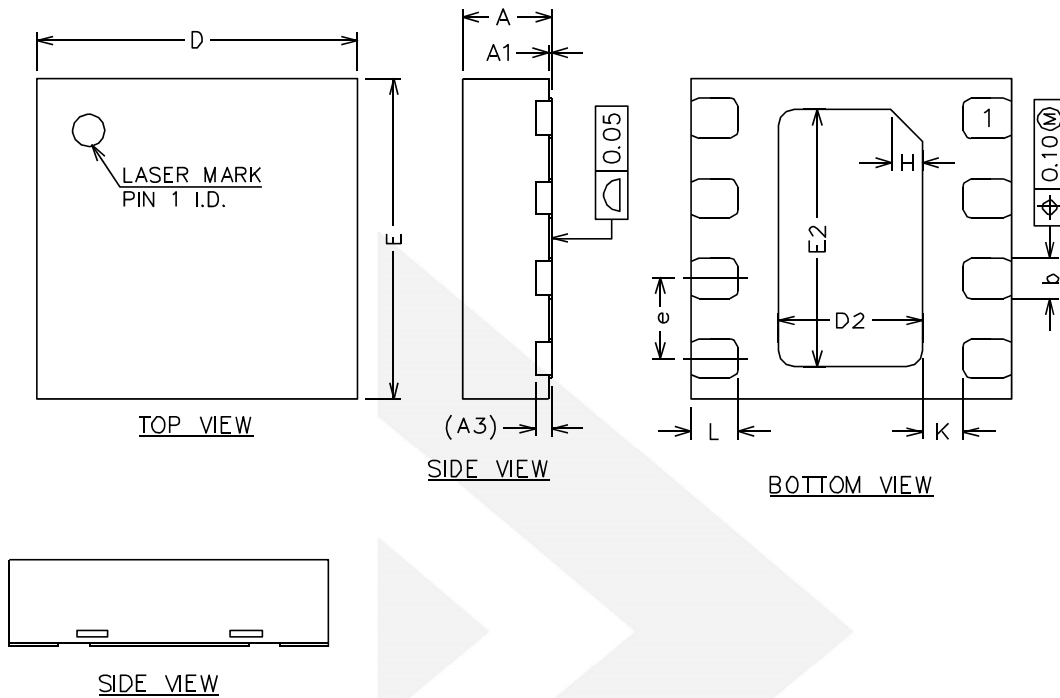 D
A
A1
LASER MARK
PIN 1 I.D.
E
0.05
(A3)
TOP VIEW
SIDE VIEW
1
H
E2
D2
e
b
0.10Ⓜ
L
K
BOTTOM VIEW
SIDE VIEW